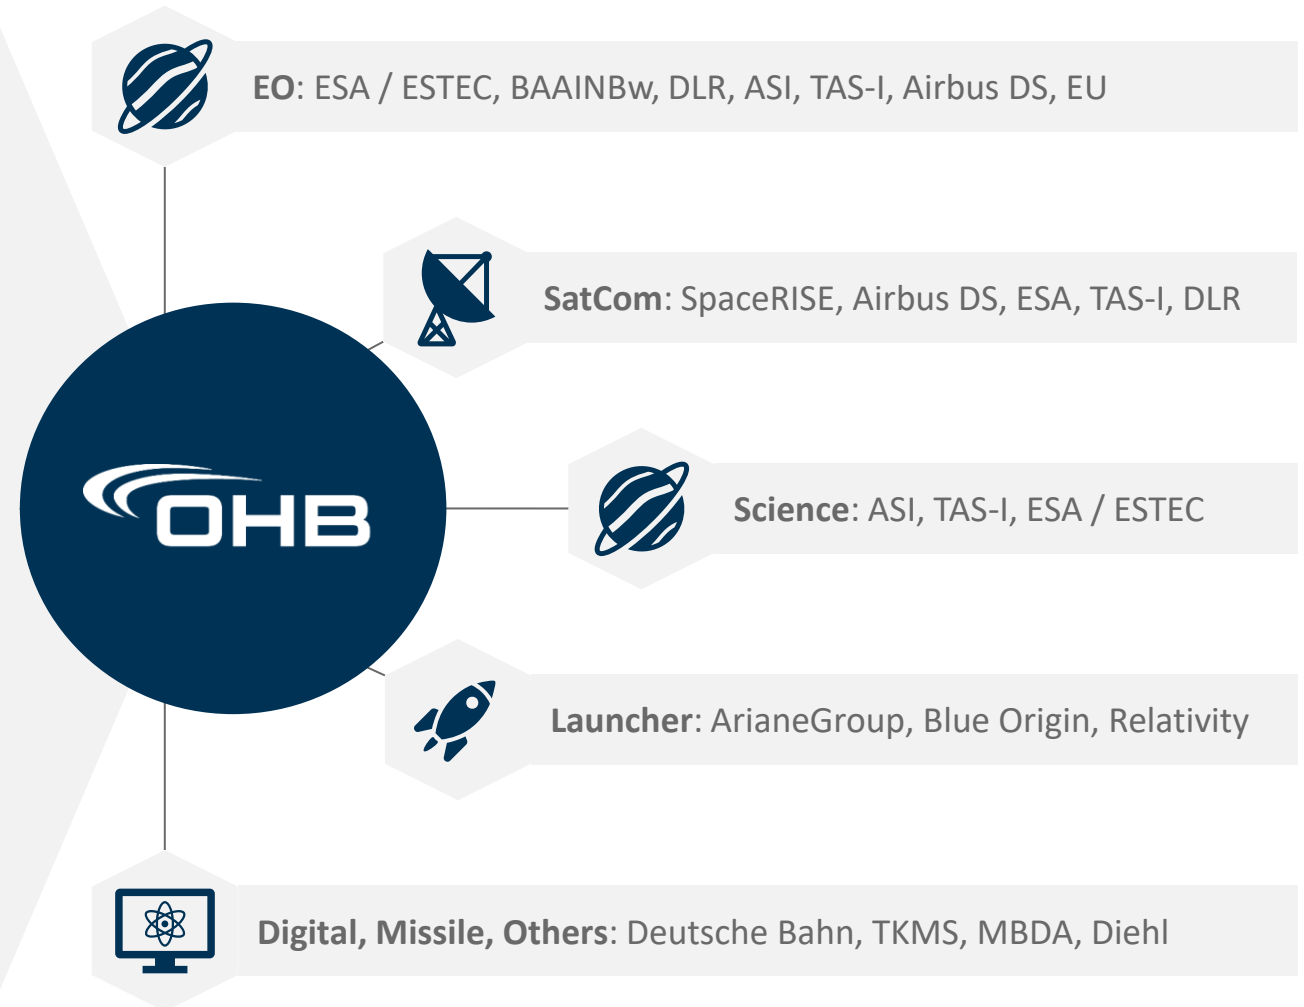 EO: ESA / ESTEC, BAAINBw, DLR, ASI, TAS-I, Airbus DS, EU
SatCom: SpaceRISE, Airbus DS, ESA, TAS-I, DLR
OHB
Science: ASI, TAS-I, ESA / ESTEC
Launcher: ArianeGroup, Blue Origin, Relativity
Digital, Missile, Others: Deutsche Bahn, TKMS, MBDA, Diehl